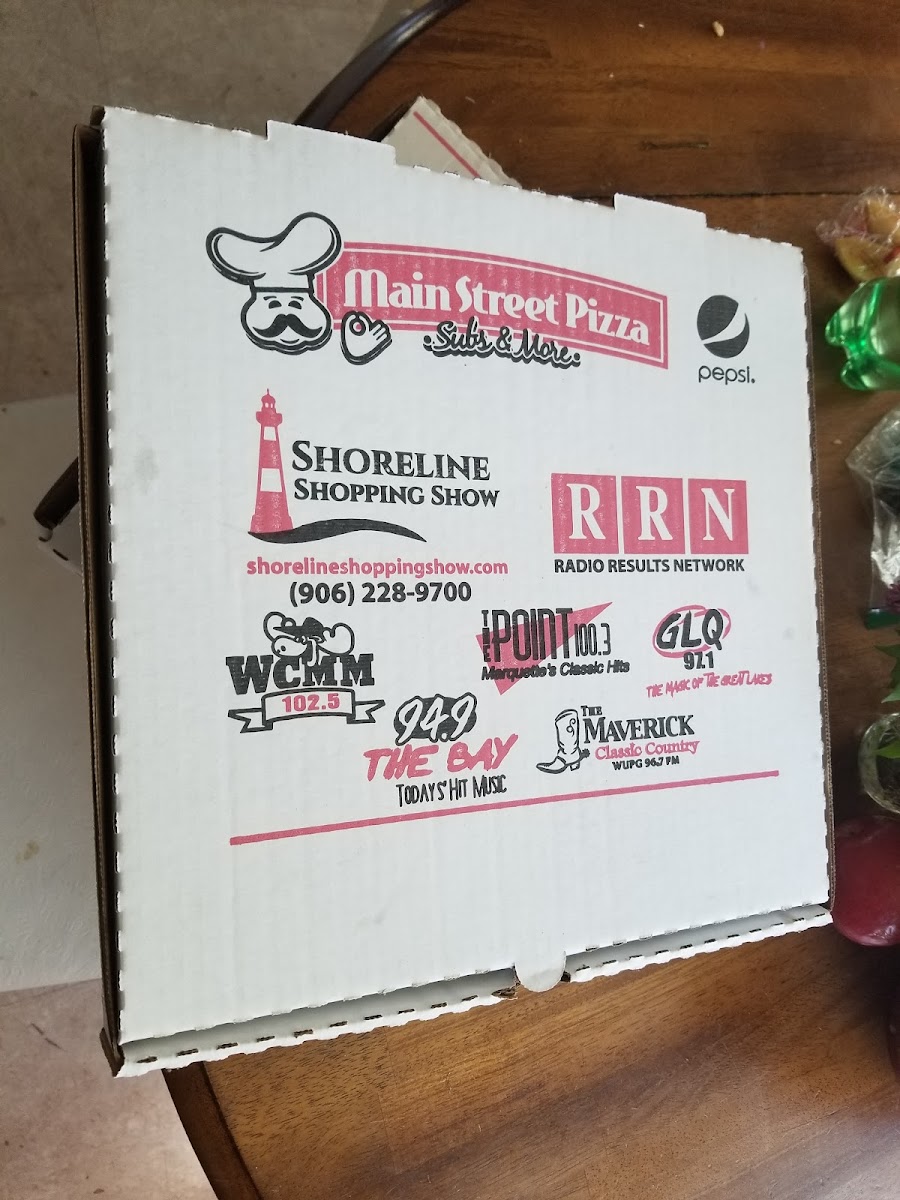 Main Street Pizza
Subs & More
pepsi
SHORELINE
SHOPPING SHOW
shorelineshoppingshow.com
(906) 228-9700
RRN
RADIO RESULTS NETWORK
WCMM
102.5
THE POINT 100.3
Marquette's Classic Hits
GLQ
97.1
THE MAGIC OF THE GREAT LAKES
94.9
THE BAY
TODAYS' HIT MUSIC
THE
MAVERICK
Classic Country
WUPG 96.7 FM